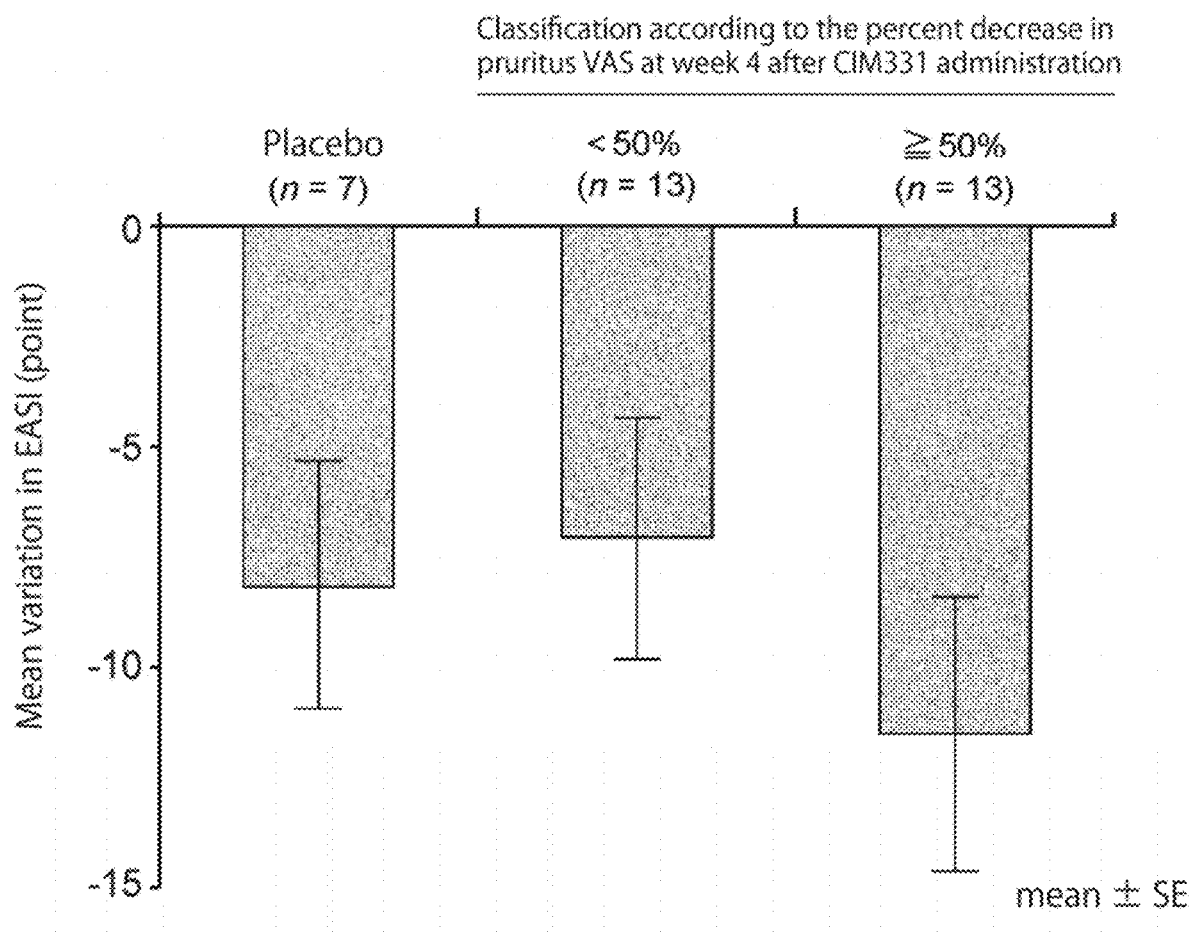 Classification according to the percent decrease in
pruritus VAS at week 4 after CIM331 administration
Placebo
(n = 7)
< 50%
(n = 13)
≧ 50%
(n = 13)
Mean variation in EASI (point)
0
-5
-10
-15
mean ± SE